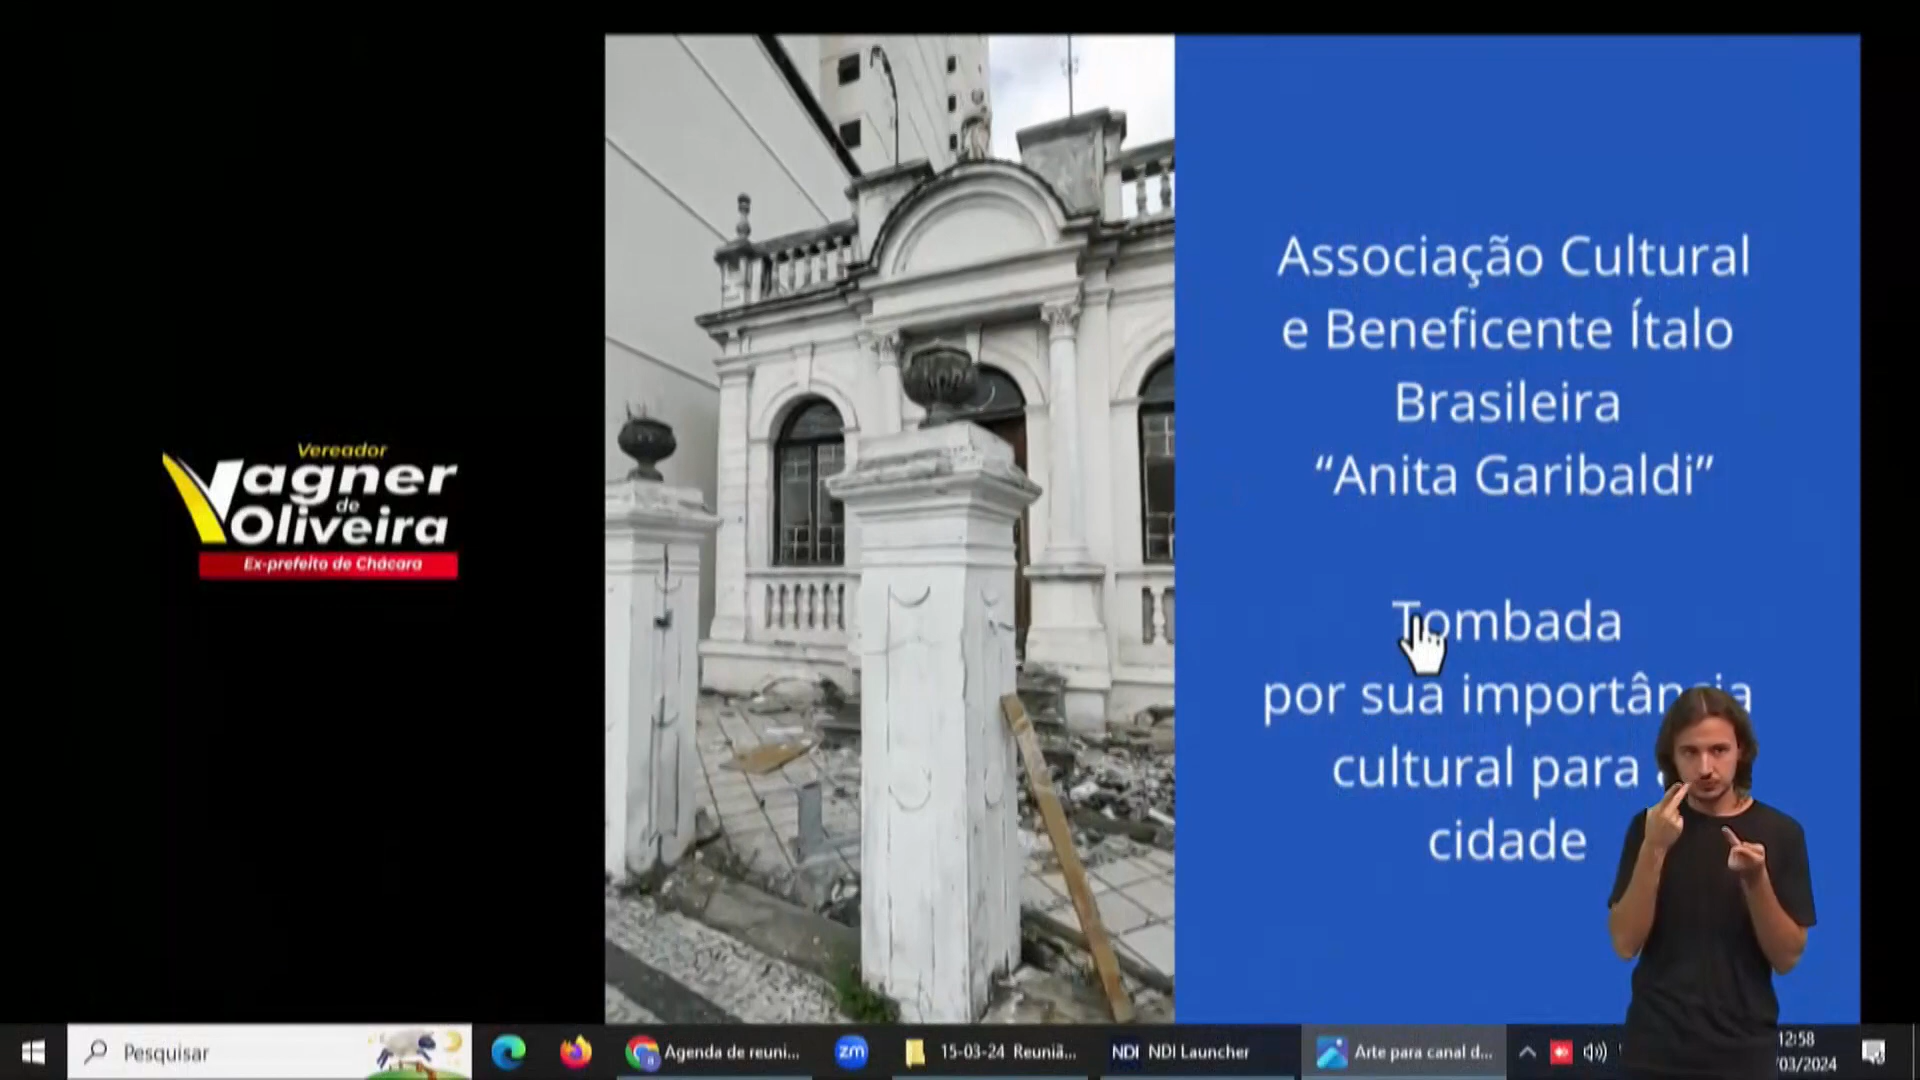 Vereador
Vagner
de
Oliveira
Ex-prefeito de Chácara
Associação Cultural
e Beneficente Ítalo
Brasileira
“Anita Garibaldi”
Tombada
por sua importância
cultural para
cidade
Pesquisar
Agenda de reuni...
zm
15-03-24 Reuniã...
NDI NDI Launcher
Arte para canal d...
12:58
/03/2024